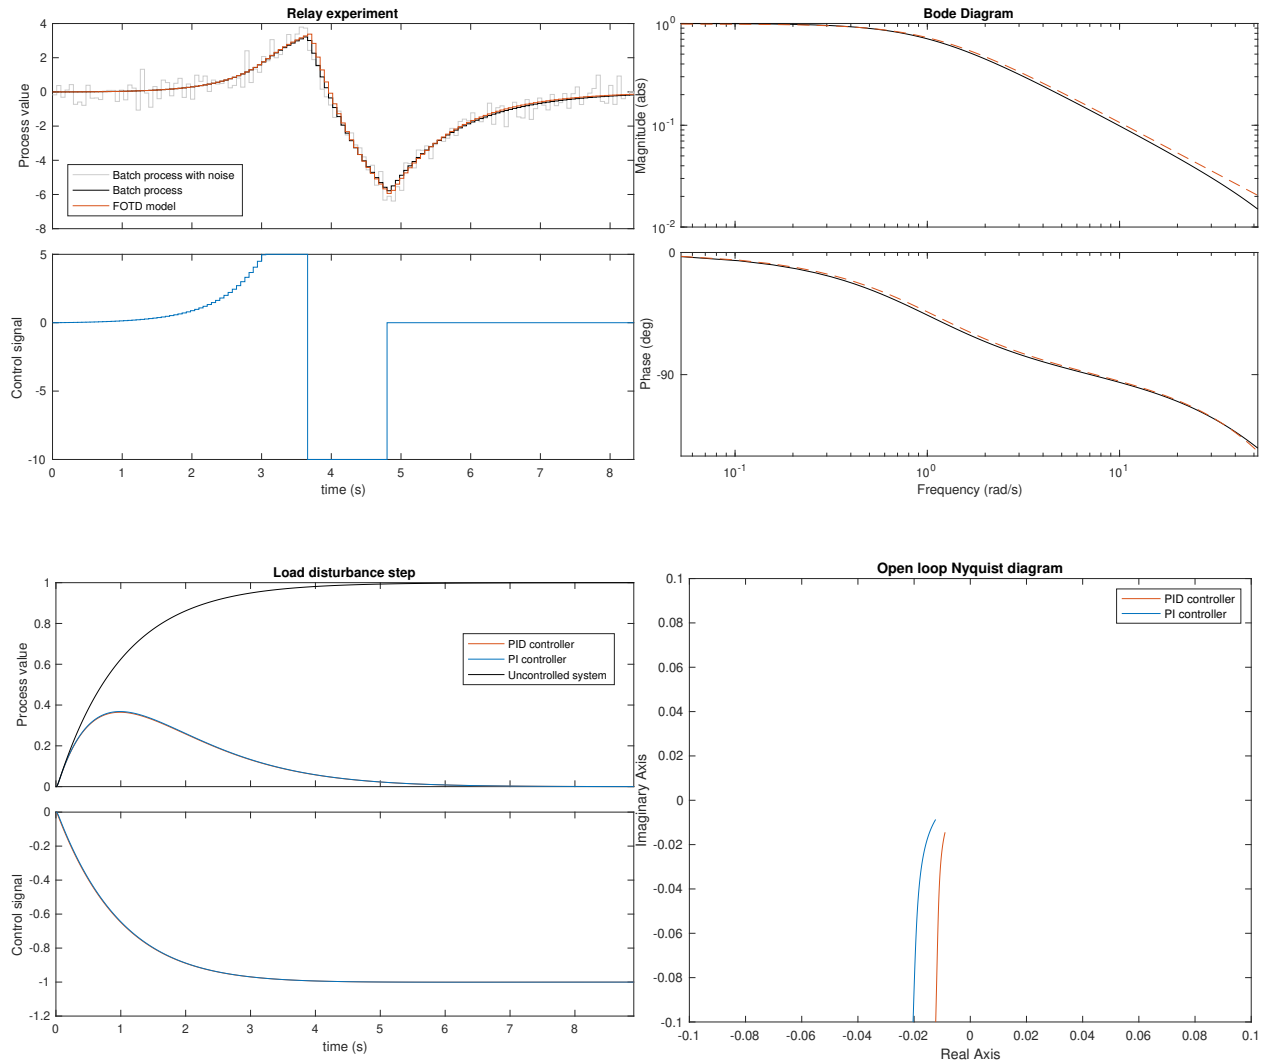 Relay experiment
4
2
0
-2
-4
-6
-8
Process value
Batch process with noise
Batch process
FOTD model
5
0
-5
-10
Control signal
0 1 2 3 4 5 6 7 8
time (s)
Bode Diagram
10^0
10^-1
10^-2
Magnitude (abs)
0
-90
Phase (deg)
10^-1 10^0 10^1
Frequency (rad/s)
Load disturbance step
1
0.8
0.6
0.4
0.2
0
Process value
PID controller
PI controller
Uncontrolled system
0
-0.2
-0.4
-0.6
-0.8
-1
-1.2
Control signal
0 1 2 3 4 5 6 7 8
time (s)
Open loop Nyquist diagram
0.1
0.08
0.06
0.04
0.02
0
-0.02
-0.04
-0.06
-0.08
-0.1
Imaginary Axis
PID controller
PI controller
-0.1 -0.08 -0.06 -0.04 -0.02 0 0.02 0.04 0.06 0.08 0.1
Real Axis